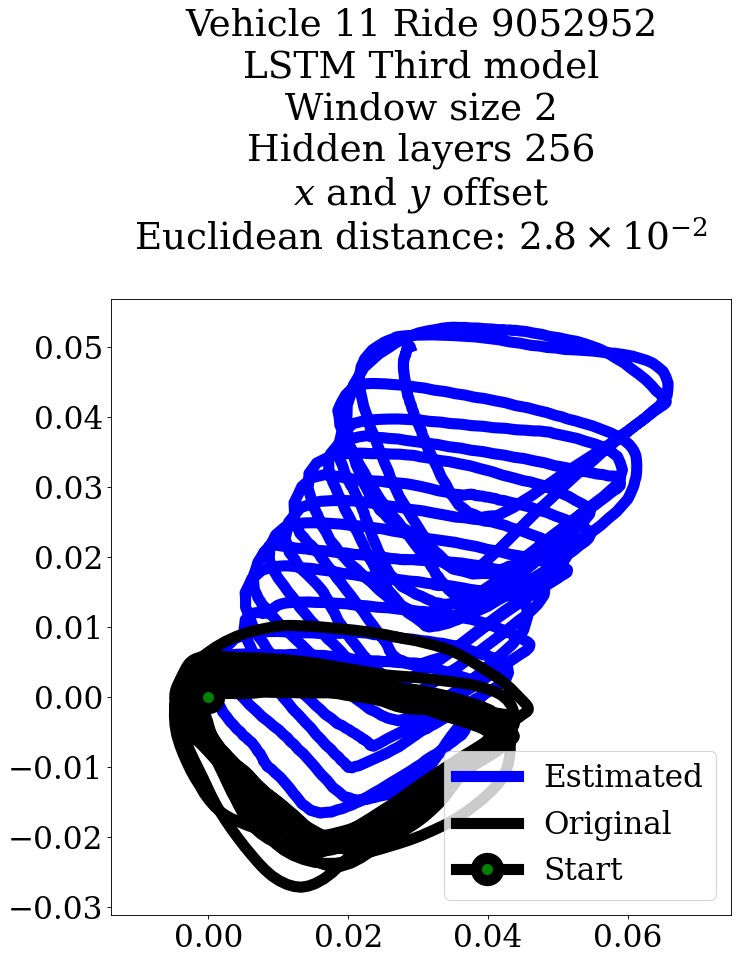 Vehicle 11 Ride 9052952
LSTM Third model
Window size 2
Hidden layers 256
x and y offset
Euclidean distance: 2.8 × 10⁻²
0.05
0.04
0.03
0.02
0.01
0.00
−0.01
−0.02
−0.03
Estimated
Original
Start
0.00 0.02 0.04 0.06